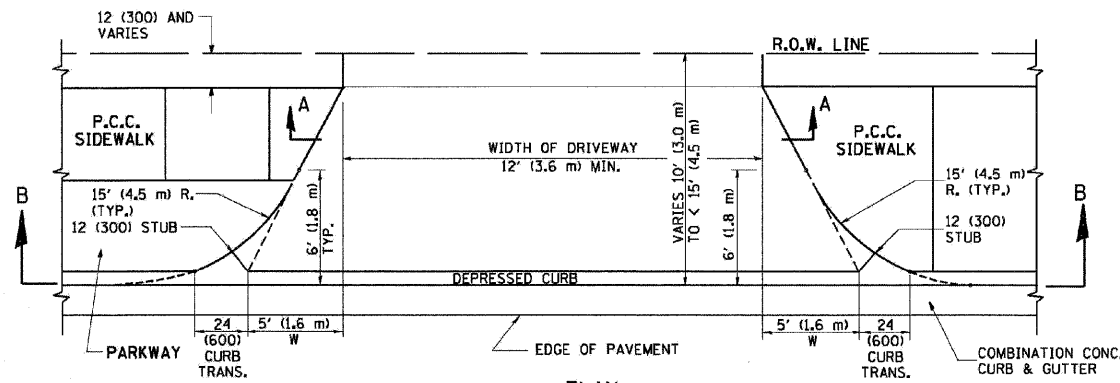 12 (300) AND
VARIES
R.O.W. LINE
P.C.C.
SIDEWALK
A
A
P.C.C.
SIDEWALK
WIDTH OF DRIVEWAY
12' (3.6 m) MIN.
VARIES 10' (3.0 m)
TO < 15' (4.5 m)
B
15' (4.5 m) R.
(TYP.)
12 (300) STUB
6' (1.8 m)
TYP.
6' (1.8 m)
15' (4.5 m)
R. (TYP.)
12 (300)
STUB
B
DEPRESSED CURB
PARKWAY
24
(600)
CURB
TRANS.
5' (1.6 m)
W
EDGE OF PAVEMENT
5' (1.6 m)
W
24
(600)
CURB
TRANS.
COMBINATION CONC.
CURB & GUTTER